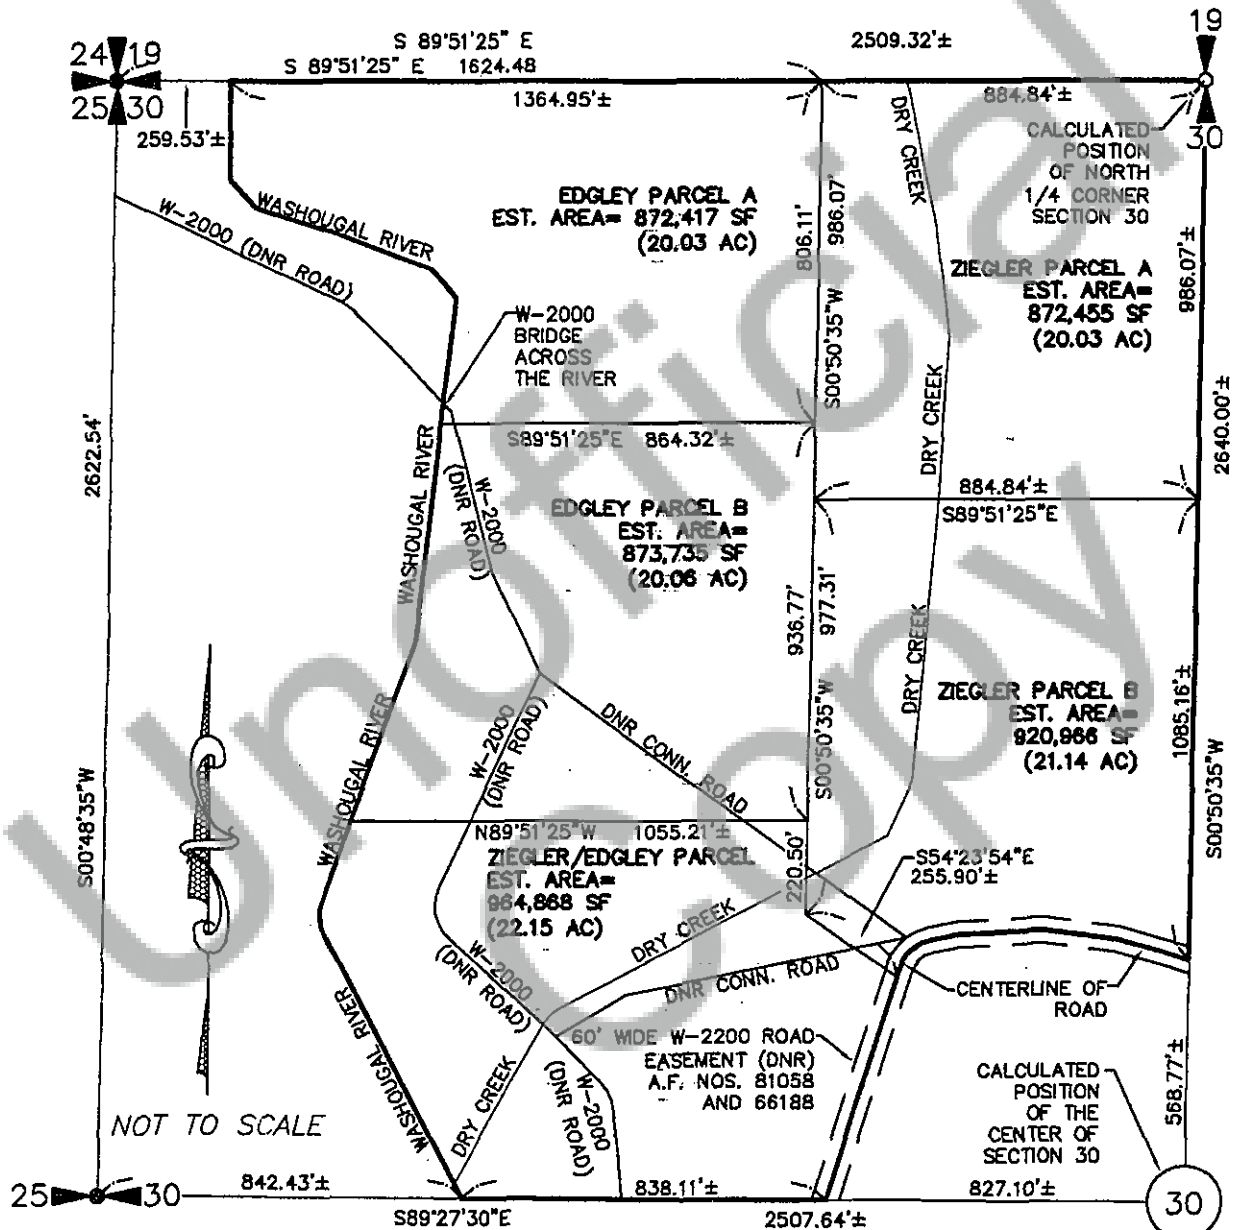 S 89°51'25" E
2509.32'±
19
24 19
25 30
S 89°51'25" E 1624.48
1364.95'±
884.84'±
30
259.53'±
CALCULATED
POSITION
OF NORTH
1/4 CORNER
SECTION 30
DRY CREEK
WASHOUGAL RIVER
W-2000 (DNR ROAD)
EDGLEY PARCEL A
EST. AREA= 872,417 SF
(20.03 AC)
806.11'
986.07'
S00°50'35"W
986.07'±
ZIEGLER PARCEL A
EST. AREA=
872,455 SF
(20.03 AC)
W-2000
BRIDGE
ACROSS
THE RIVER
S89°51'25"E 864.32'±
DRY CREEK
2622.54'
2640.00'±
WASHOUGAL RIVER
W-2000
(DNR ROAD)
884.84'±
S89°51'25"E
EDGLEY PARCEL B
EST. AREA=
873,735 SF
(20.06 AC)
936.77'
977.31'
S00°50'35"W
DRY CREEK
ZIEGLER PARCEL B
EST. AREA=
920,966 SF
(21.14 AC)
1085.16'±
S00°50'35"W
WASHOUGAL RIVER
W-2000
(DNR ROAD)
DNR CONN. ROAD
S00°48'35"W
N89°51'25"W 1055.21'±
ZIEGLER/EDGLEY PARCEL
EST. AREA=
964,868 SF
(22.15 AC)
220.50'
S54°23'54"E
255.90'±
DRY CREEK
W-2000
(DNR ROAD)
DNR CONN. ROAD
CENTERLINE OF
ROAD
WASHOUGAL RIVER
60' WIDE W-2200 ROAD
EASEMENT (DNR)
A.F. NOS. 81058
AND 66188
DRY CREEK
W-2000
(DNR ROAD)
CALCULATED
POSITION
OF THE
CENTER OF
SECTION 30
568.77'±
NOT TO SCALE
25 30
842.43'±
838.11'±
827.10'±
30
S89°27'30"E
2507.64'±
Unofficial
Copy